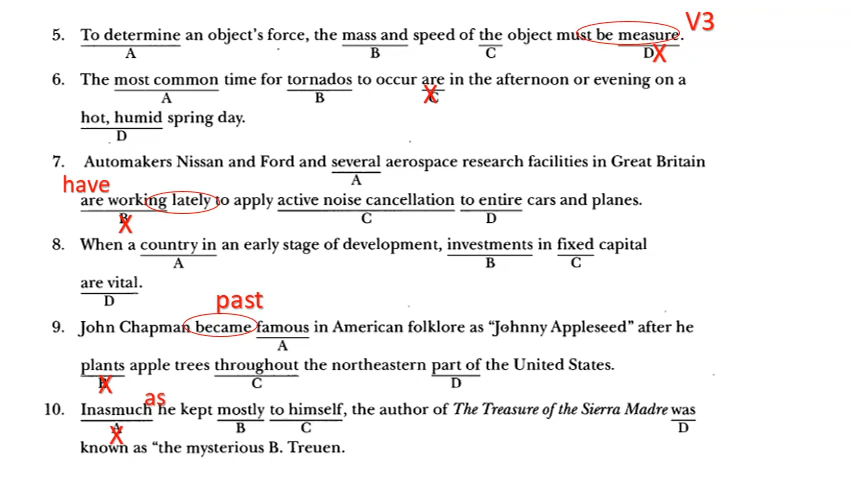 V3
5. To determine an object's force, the mass and speed of the object must be measure.
A B C D X
6. The most common time for tornados to occur are in the afternoon or evening on a
A B C X
hot, humid spring day.
D
7. Automakers Nissan and Ford and several aerospace research facilities in Great Britain
A
have
are working lately to apply active noise cancellation to entire cars and planes.
B X C D
8. When a country in an early stage of development, investments in fixed capital
A B C
are vital.
D
past
9. John Chapman became famous in American folklore as "Johnny Appleseed" after he
A
plants apple trees throughout the northeastern part of the United States.
B X C D
as
10. Inasmuch he kept mostly to himself, the author of The Treasure of the Sierra Madre was
A X B C D
known as "the mysterious B. Treuen.